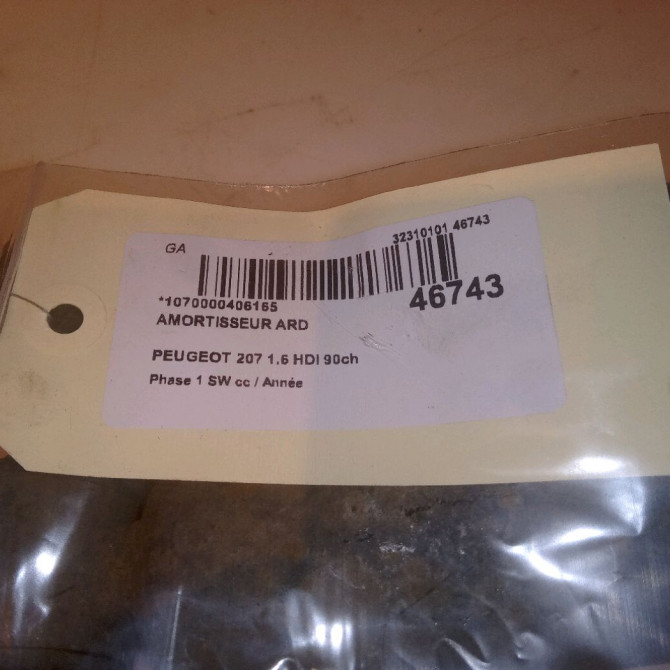 GA
32310101 46743
*1070000406165
46743
AMORTISSEUR ARD
PEUGEOT 207 1.6 HDI 90ch
Phase 1 SW cc / Année